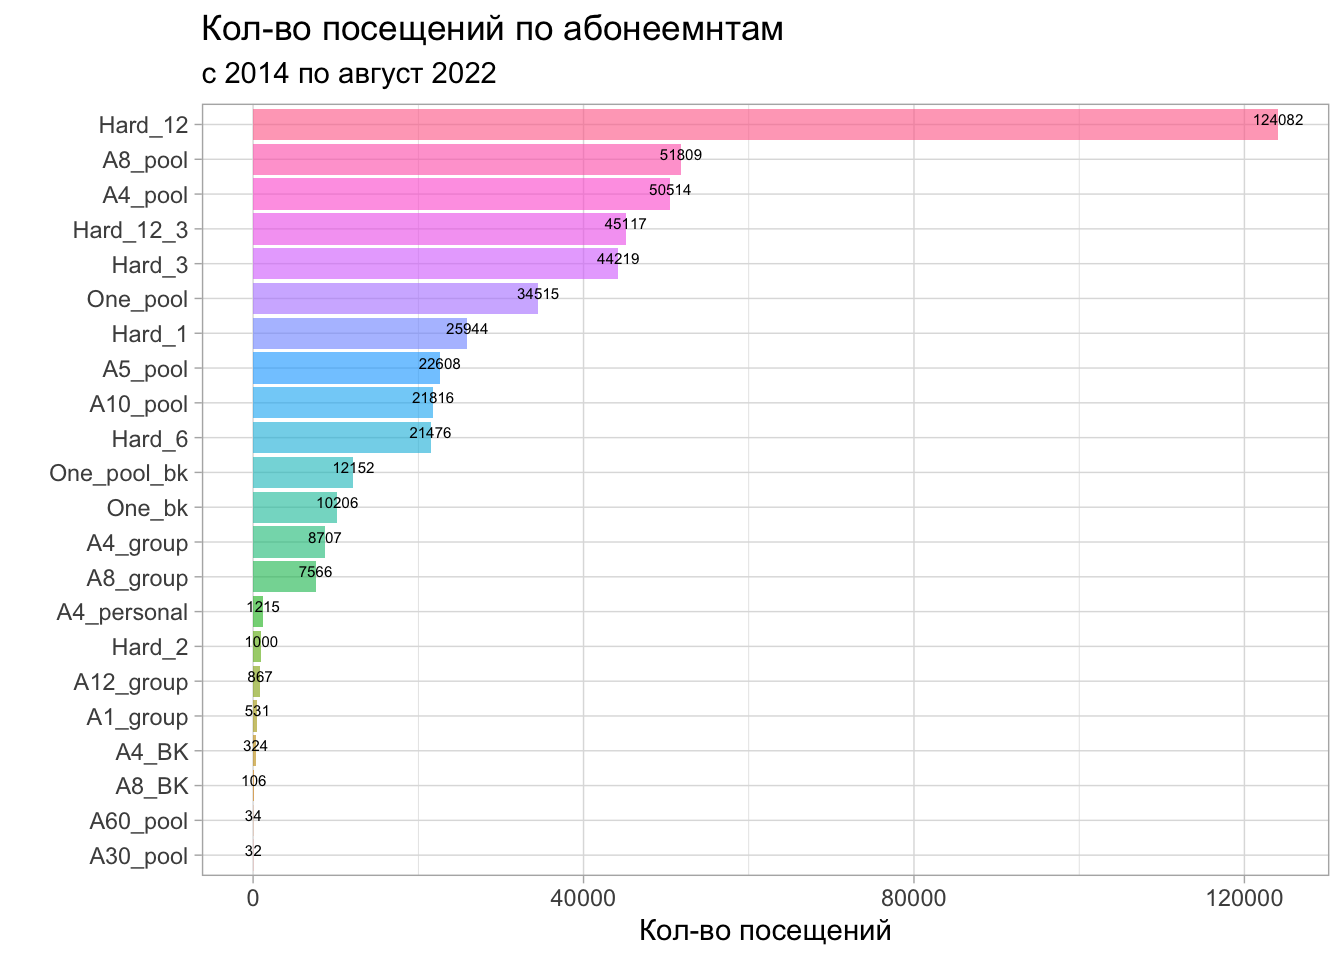 Кол-во посещений по абонеемнтам
с 2014 по август 2022
Hard_12 124082
A8_pool 51809
A4_pool 50514
Hard_12_3 45117
Hard_3 44219
One_pool 34515
Hard_1 25944
A5_pool 22608
A10_pool 21816
Hard_6 21476
One_pool_bk 12152
One_bk 10206
A4_group 8707
A8_group 7566
A4_personal 1215
Hard_2 1000
A12_group 867
A1_group 531
A4_BK 324
A8_BK 106
A60_pool 34
A30_pool 32
0 40000 80000 120000
Кол-во посещений